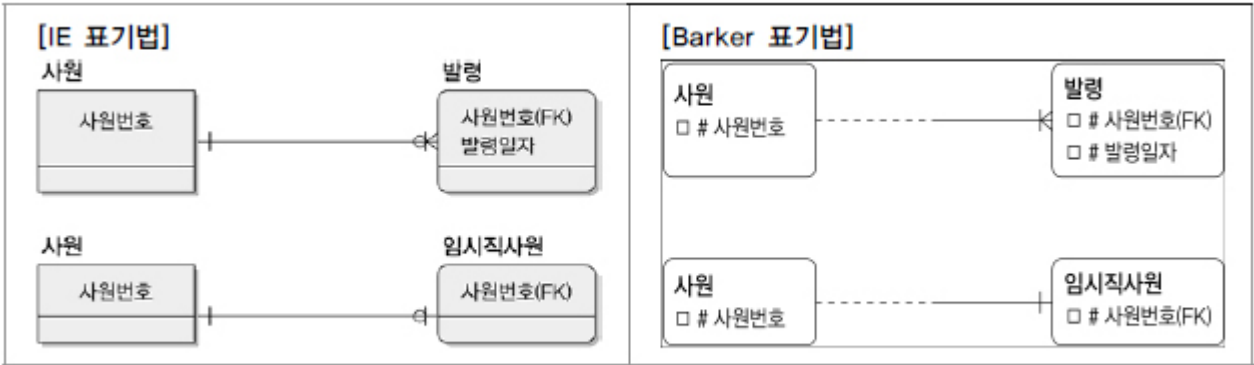 [IE 표기법]
사원
사원번호
발령
사원번호(FK)
발령일자
사원
사원번호
임시직사원
사원번호(FK)
[Barker 표기법]
사원
□ # 사원번호
발령
□ # 사원번호(FK)
□ # 발령일자
사원
□ # 사원번호
임시직사원
□ # 사원번호(FK)